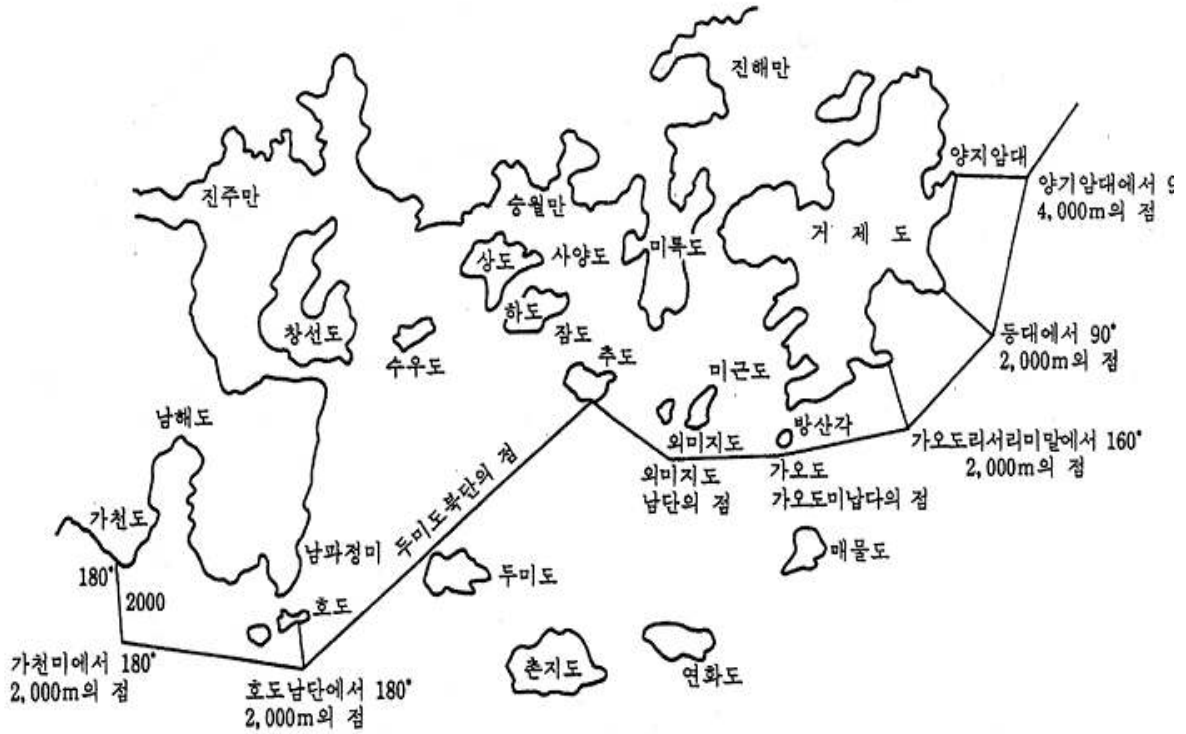 진해만
양지암대
진주만
숭월만
양기암대에서 9
4,000m의 점
거제도
상도
사양도
미륵도
하도
창선도
잠도
수우도
등대에서 90°
2,000m의 점
추도
미근도
남해도
외미지도
방산각
가오도리서리미말에서 160°
2,000m의 점
외미지도
남단의 점
가오도
가오도미납다의 점
두미도북단의 점
가천도
남파정미
매물도
180°
두미도
2000
호도
가천미에서 180°
2,000m의 점
호도남단에서 180°
2,000m의 점
촌지도
연화도